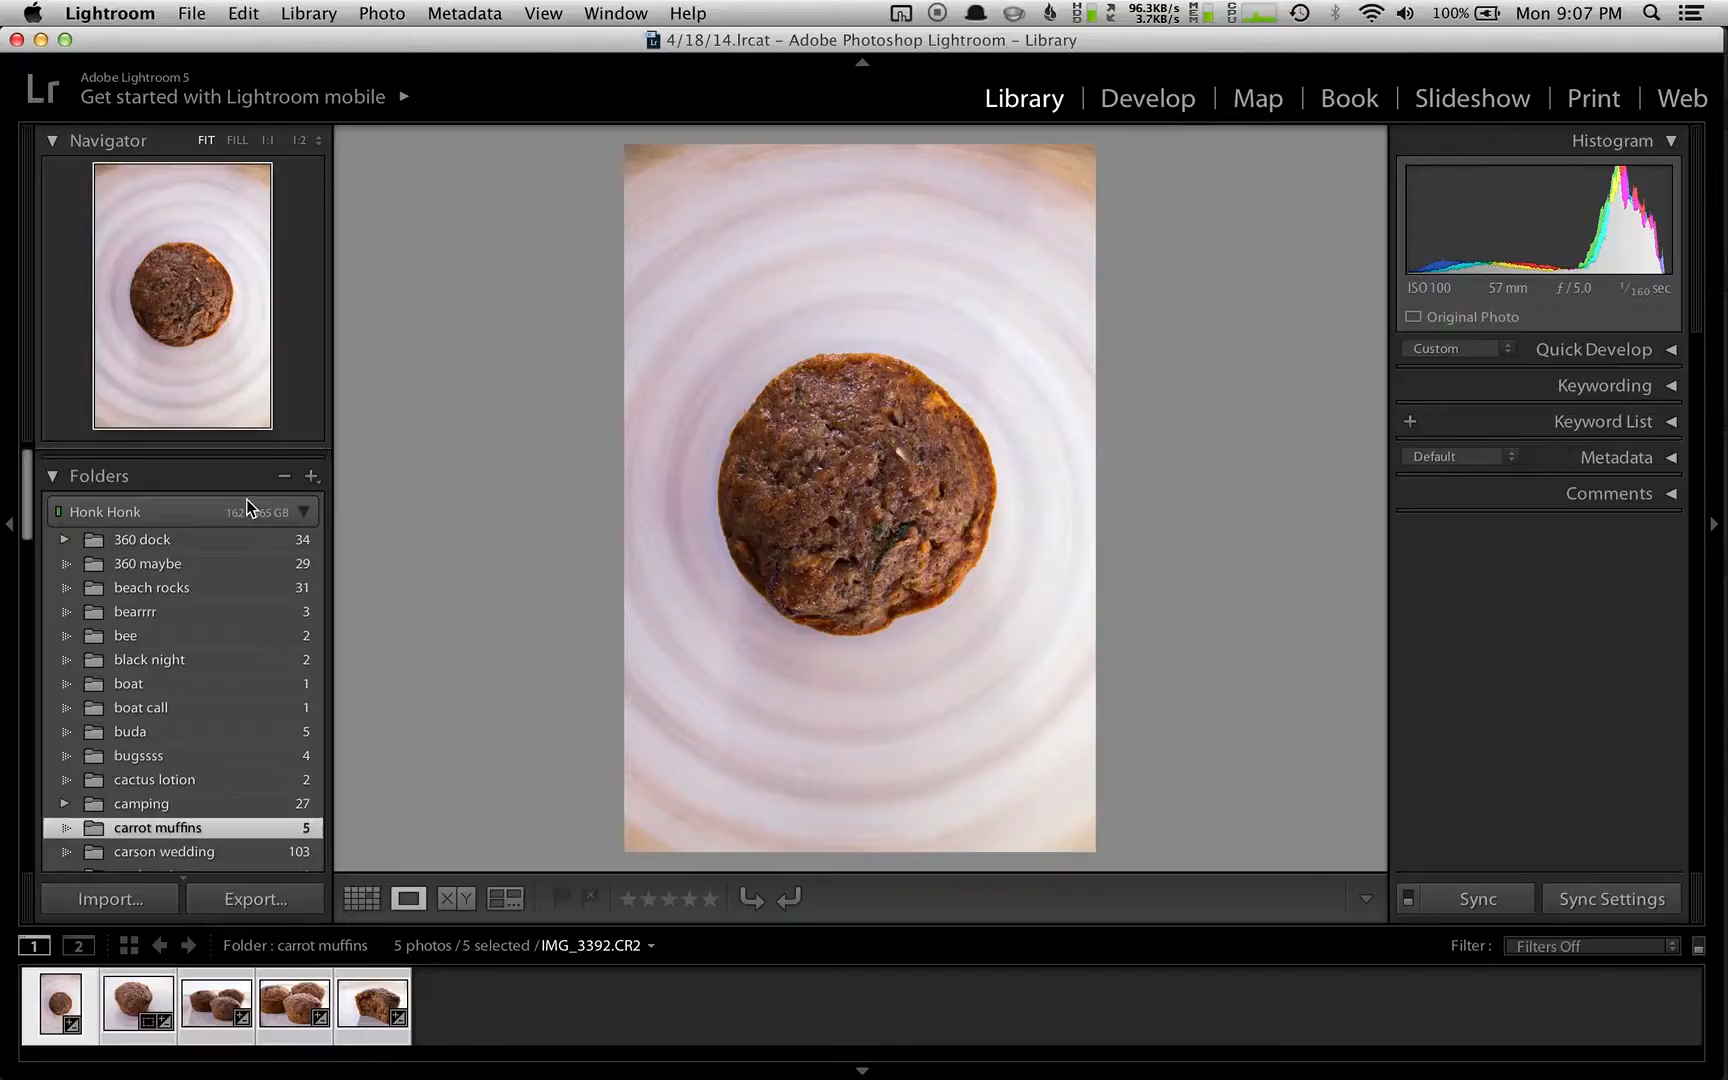 Lightroom File Edit Library Photo Metadata View Window Help 96.3KB/s 3.7KB/s 100% Mon 9:07 PM
4/18/14.lrcat – Adobe Photoshop Lightroom – Library
Lr Adobe Lightroom 5
Get started with Lightroom mobile
Library Develop Map Book Slideshow Print Web
Navigator FIT FILL 1:1 1:2
Histogram
ISO 100 57 mm ƒ / 5.0 1/160 sec
Original Photo
Custom Quick Develop
Keywording
Keyword List
Default Metadata
Comments
Folders
Honk Honk GB
360 dock 34
360 maybe 29
beach rocks 31
bearrrr 3
bee 2
black night 2
boat 1
boat call 1
buda 5
bugssss 4
cactus lotion 2
camping 27
carrot muffins 5
carson wedding 103
Import... Export... XY Sync Sync Settings
1 2 Folder : carrot muffins 5 photos / 5 selected / IMG_3392.CR2 Filter : Filters Off